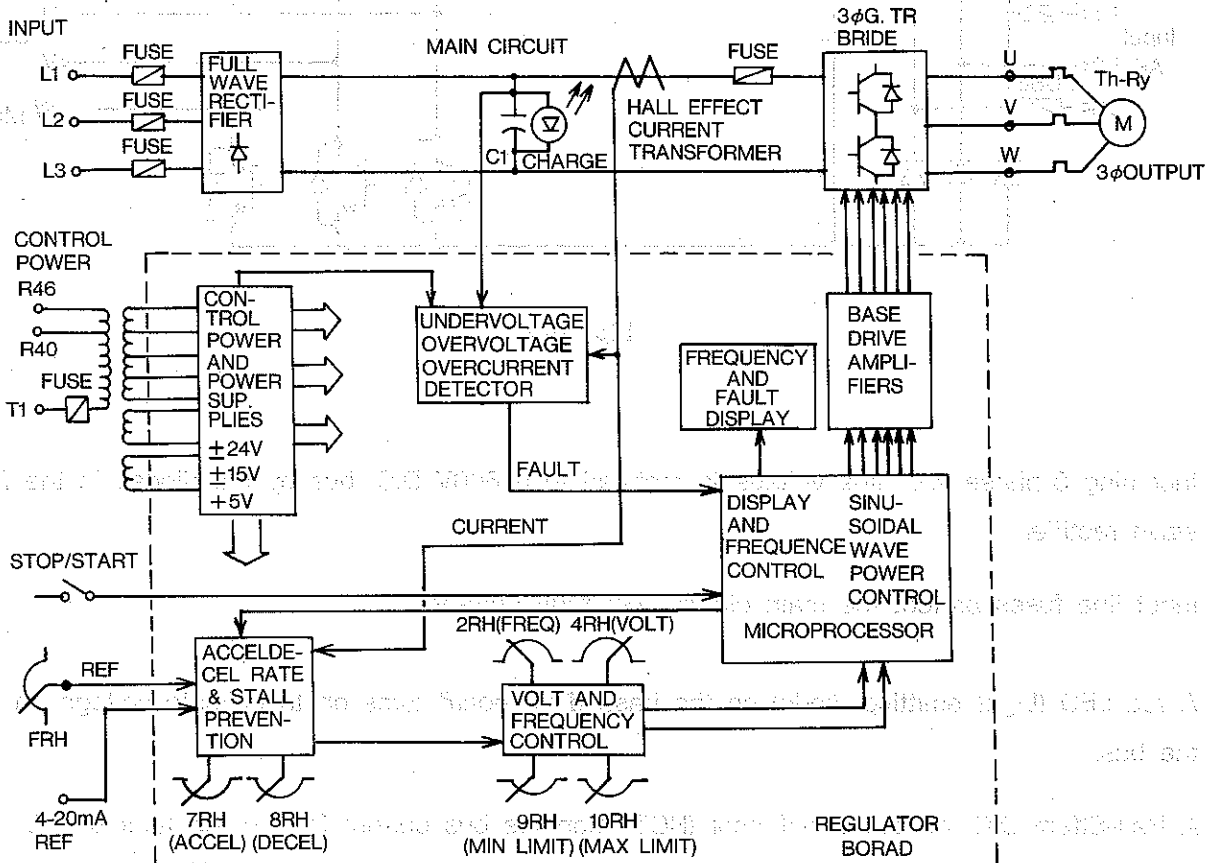 INPUT
L1
FUSE
L2
FUSE
L3
FUSE
FULL
WAVE
RECTI-
FIER
MAIN CIRCUIT
C1
CHARGE
HALL EFFECT
CURRENT
TRANSFORMER
FUSE
3φG. TR
BRIDE
U
V
W
Th-Ry
M
3φOUTPUT
CONTROL
POWER
R46
R40
FUSE
T1
CON-
TROL
POWER
AND
POWER
SUP.
PLIES
±24V
±15V
+5V
UNDERVOLTAGE
OVERVOLTAGE
OVERCURRENT
DETECTOR
FREQUENCY
AND
FAULT
DISPLAY
BASE
DRIVE
AMPLI-
FIERS
FAULT
CURRENT
DISPLAY
AND
FREQUENCE
CONTROL
SINU-
SOIDAL
WAVE
POWER
CONTROL
MICROPROCESSOR
STOP/START
REF
FRH
4-20mA
REF
ACCELDE-
CEL RATE
& STALL
PREVEN-
TION
7RH
(ACCEL)
8RH
(DECEL)
2RH(FREQ)
4RH(VOLT)
VOLT AND
FREQUENCY
CONTROL
9RH
(MIN LIMIT)
10RH
(MAX LIMIT)
REGULATOR
BORAD